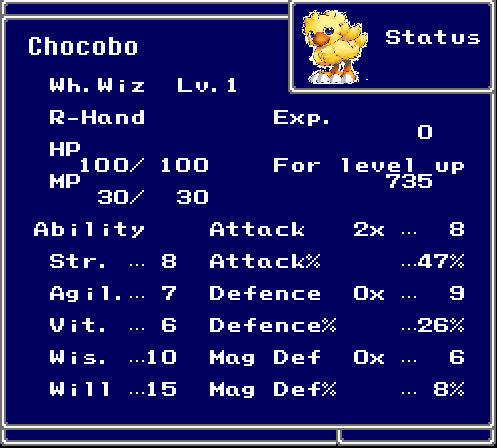 Chocobo
Status
Wh.Wiz Lv.1
R-Hand Exp.
0
HP
100/ 100 For level up
MP 735
30/ 30
Ability Attack 2x … 8
Str. … 8 Attack% …47%
Agil.… 7 Defence 0x … 9
Vit. … 6 Defence% …26%
Wis. …10 Mag Def 0x … 6
Will …15 Mag Def% … 8%